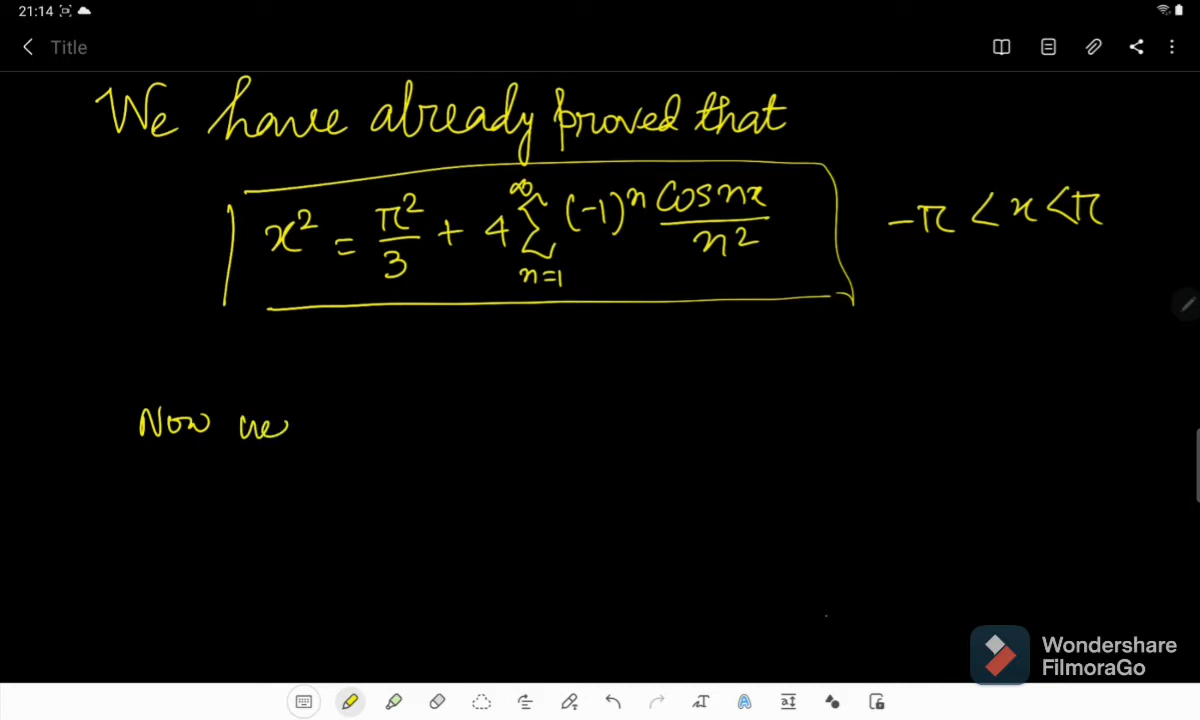 21:14
Title
We have already proved that
x² = π²/3 + 4 ∑_{n=1}^{∞} (-1)ⁿ cos nx / n²   -π < x < π
Now we
Wondershare
FilmoraGo